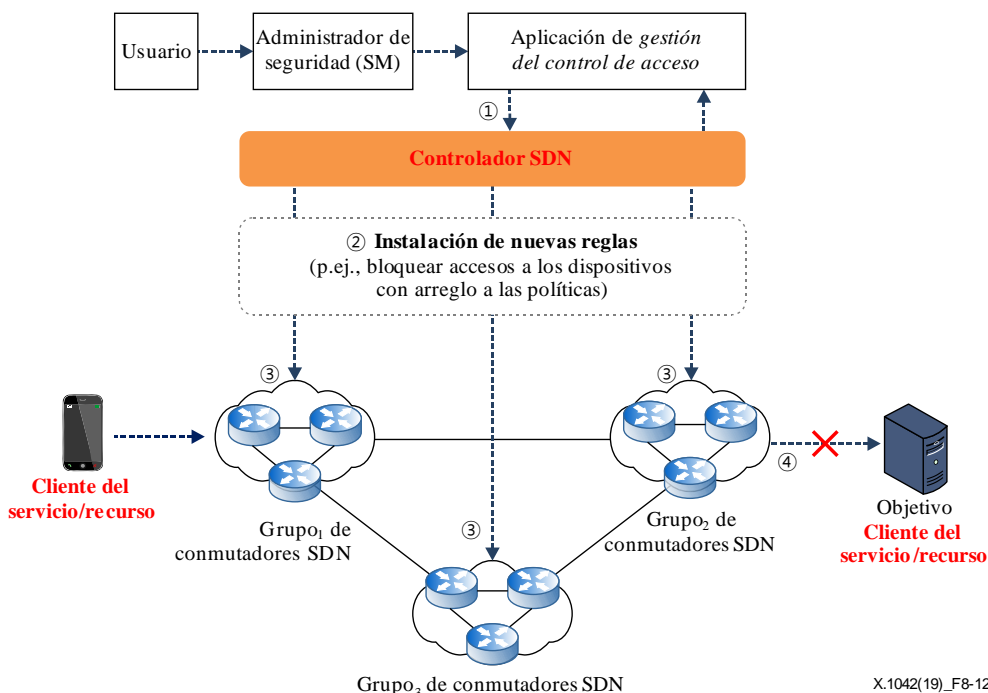 Usuario
Administrador de
seguridad (SM)
Aplicación de gestión
del control de acceso
①
Controlador SDN
② Instalación de nuevas reglas
(p.ej., bloquear accesos a los dispositivos
con arreglo a las políticas)
③
③
④
Cliente del
servicio/recurso
Grupo₁ de
conmutadores SDN
③
Grupo₂ de
conmutadores SDN
Objetivo
Cliente del
servicio/recurso
Grupo₃ de conmutadores SDN
X.1042(19)_F8-12